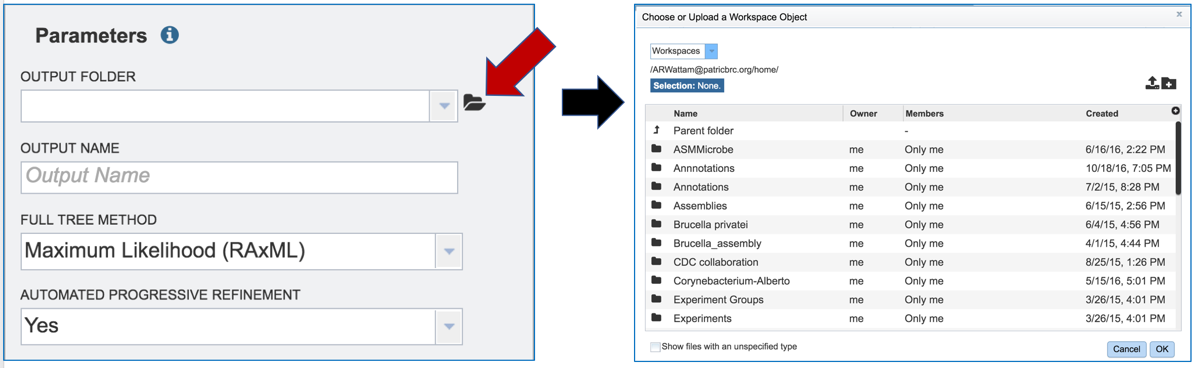 Parameters
OUTPUT FOLDER
OUTPUT NAME
Output Name
FULL TREE METHOD
Maximum Likelihood (RAxML)
AUTOMATED PROGRESSIVE REFINEMENT
Yes
Choose or Upload a Workspace Object
x
Workspaces
/ARWattam@patricbrc.org/home/
Selection: None.
Name Owner Members Created
Parent folder -
ASMMicrobe me Only me 6/16/16, 2:22 PM
Annnotations me Only me 10/18/16, 7:05 PM
Annotations me Only me 7/2/15, 8:28 PM
Assemblies me Only me 6/15/15, 2:56 PM
Brucella privatei me Only me 6/4/15, 4:56 PM
Brucella_assembly me Only me 4/1/15, 4:44 PM
CDC collaboration me Only me 8/25/15, 1:26 PM
Corynebacterium-Alberto me Only me 5/15/16, 5:01 PM
Experiment Groups me Only me 3/26/15, 4:01 PM
Experiments me Only me 3/26/15, 4:01 PM
Show files with an unspecified type
Cancel OK